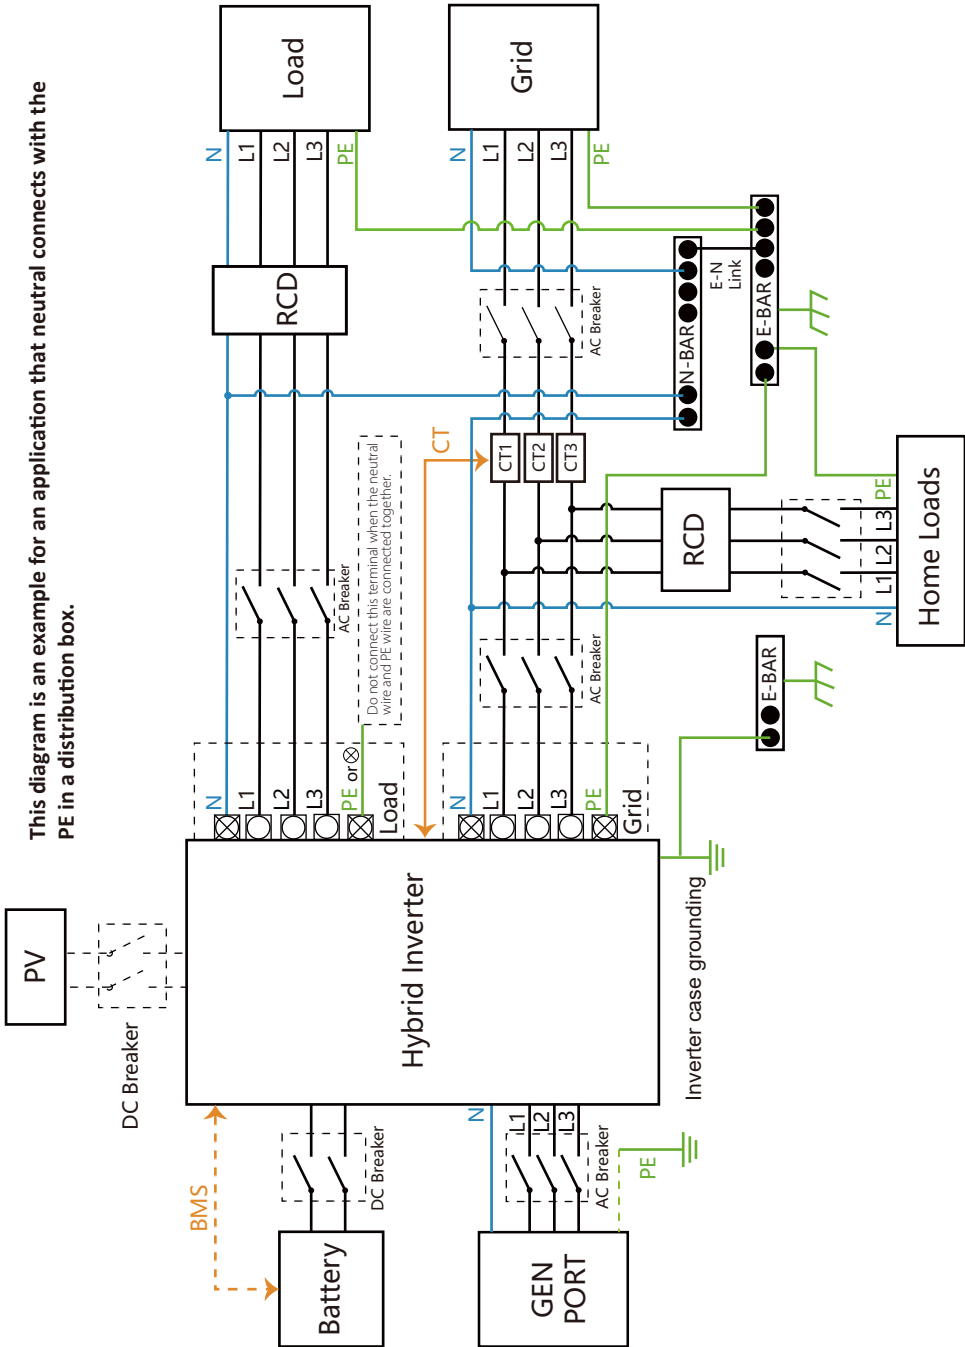 This diagram is an example for an application that neutral connects with the
PE in a distribution box.
Load
Grid
N
L1
L2
L3
PE
N
L1
L2
L3
PE
RCD
AC Breaker
E-N
Link
N-BAR
E-BAR
CT
CT1
CT2
CT3
Do not connect this terminal when the neutral
wire and PE wire are connected together.
AC Breaker
RCD
Home Loads
N
L1
L2
L3
PE
AC Breaker
E-BAR
N
L1
L2
L3
PE or
Load
N
L1
L2
L3
PE
Grid
PV
DC Breaker
Hybrid Inverter
Inverter case grounding
BMS
DC Breaker
Battery
N
L1
L2
L3
AC Breaker
PE
GEN
PORT